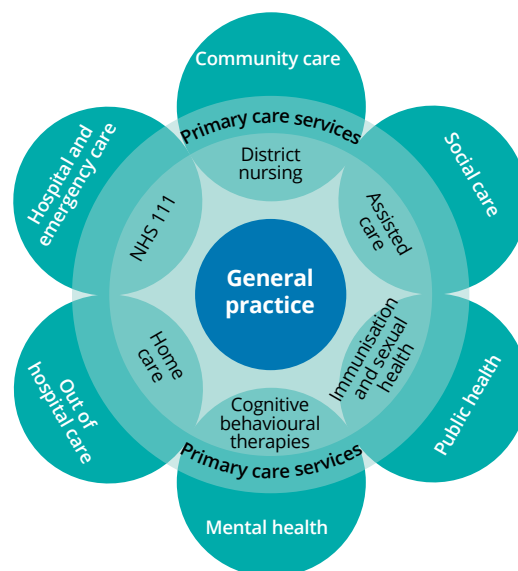 Community care
Primary care services
District
nursing
Hospital and
emergency care
Social care
NHS 111
Assisted
care
General
practice
Home
care
Immunisation
and sexual
health
Out of
hospital care
Public health
Cognitive
behavioural
therapies
Primary care services
Mental health